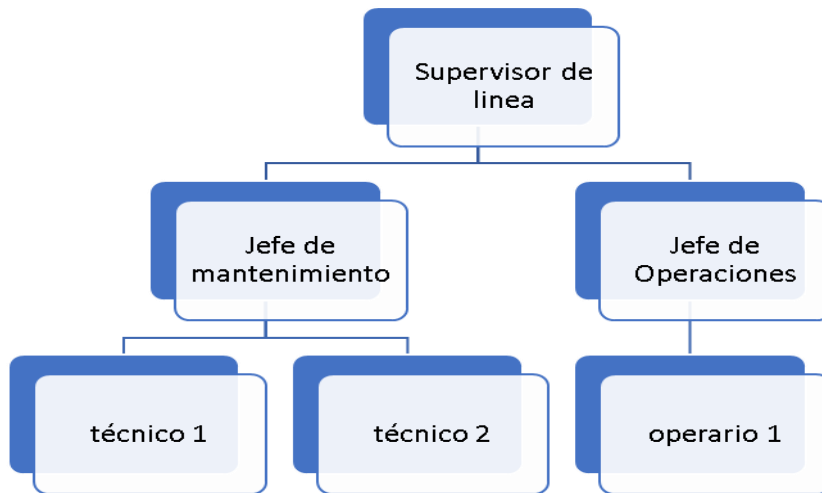 Supervisor de
linea
Jefe de
mantenimiento
Jefe de
Operaciones
técnico 1
técnico 2
operario 1